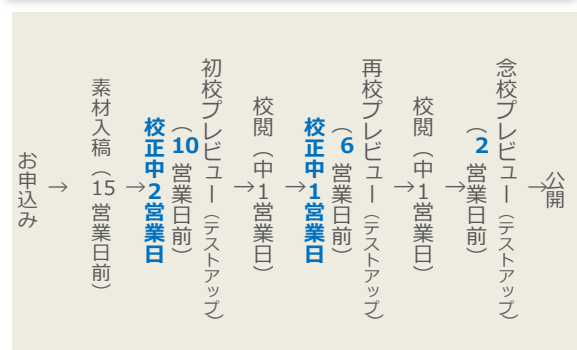 お申込み
→
素材入稿（15営業日前）
→
初校プレビュー（テストアップ）
（10営業日前）
校正中2営業日
→
校閲（中1営業日）
→
再校プレビュー（テストアップ）
（6営業日前）
校正中1営業日
→
校閲（中1営業日）
→
念校プレビュー（テストアップ）
（2営業日前）
→
公開